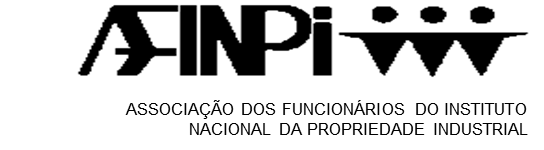 AFINPI
ASSOCIAÇÃO DOS FUNCIONÁRIOS DO INSTITUTO
NACIONAL DA PROPRIEDADE INDUSTRIAL